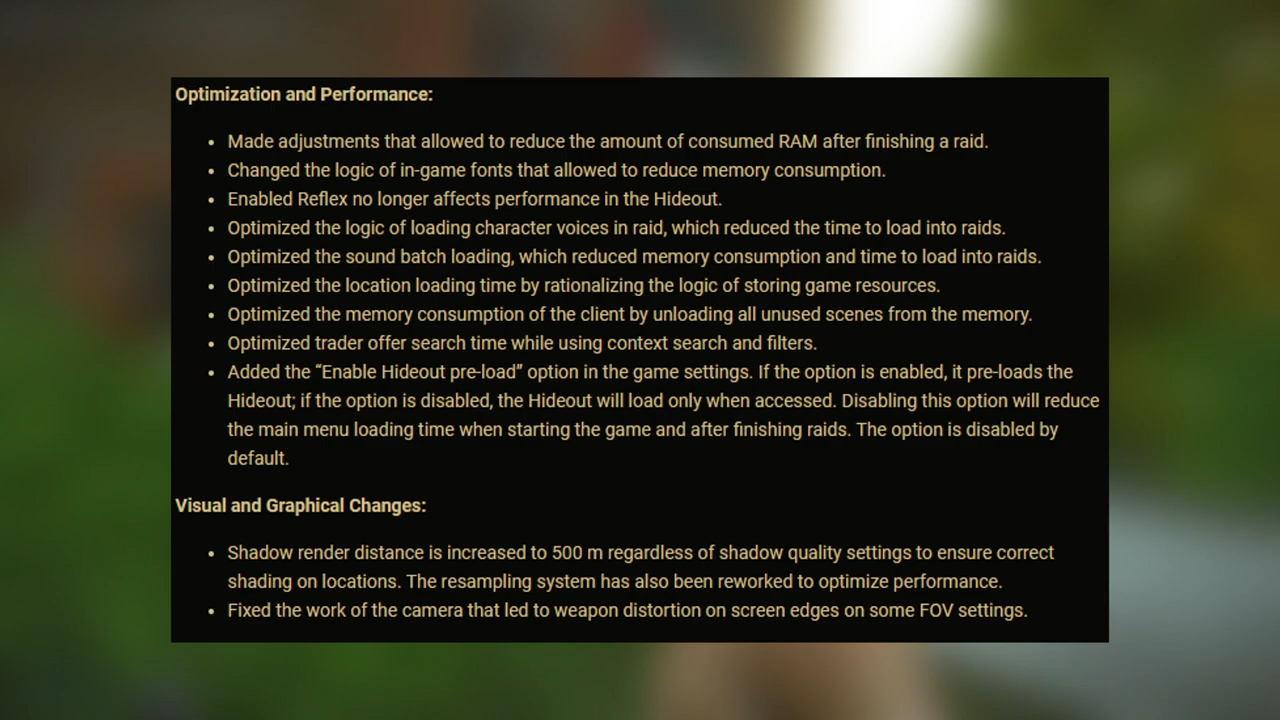 Optimization and Performance:
• Made adjustments that allowed to reduce the amount of consumed RAM after finishing a raid.
• Changed the logic of in-game fonts that allowed to reduce memory consumption.
• Enabled Reflex no longer affects performance in the Hideout.
• Optimized the logic of loading character voices in raid, which reduced the time to load into raids.
• Optimized the sound batch loading, which reduced memory consumption and time to load into raids.
• Optimized the location loading time by rationalizing the logic of storing game resources.
• Optimized the memory consumption of the client by unloading all unused scenes from the memory.
• Optimized trader offer search time while using context search and filters.
• Added the “Enable Hideout pre-load” option in the game settings. If the option is enabled, it pre-loads the
Hideout; if the option is disabled, the Hideout will load only when accessed. Disabling this option will reduce
the main menu loading time when starting the game and after finishing raids. The option is disabled by
default.
Visual and Graphical Changes:
• Shadow render distance is increased to 500 m regardless of shadow quality settings to ensure correct
shading on locations. The resampling system has also been reworked to optimize performance.
• Fixed the work of the camera that led to weapon distortion on screen edges on some FOV settings.